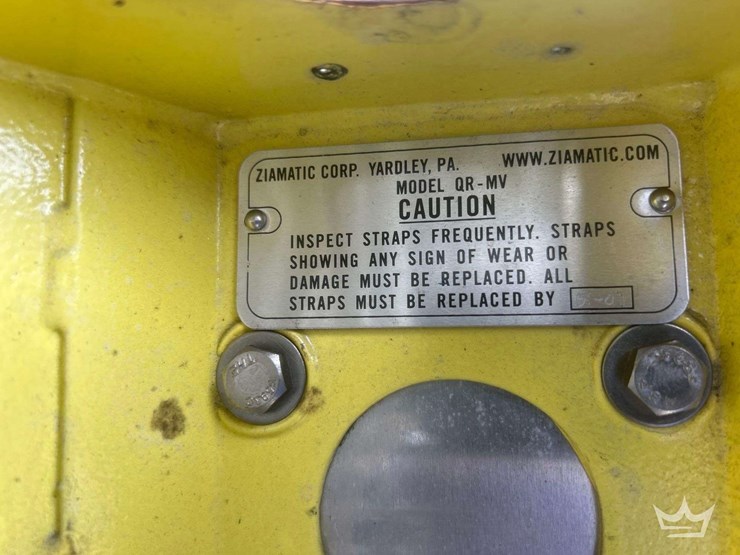 ZIAMATIC CORP. YARDLEY, PA. WWW.ZIAMATIC.COM
MODEL QR-MV
CAUTION
INSPECT STRAPS FREQUENTLY. STRAPS
SHOWING ANY SIGN OF WEAR OR
DAMAGE MUST BE REPLACED. ALL
STRAPS MUST BE REPLACED BY